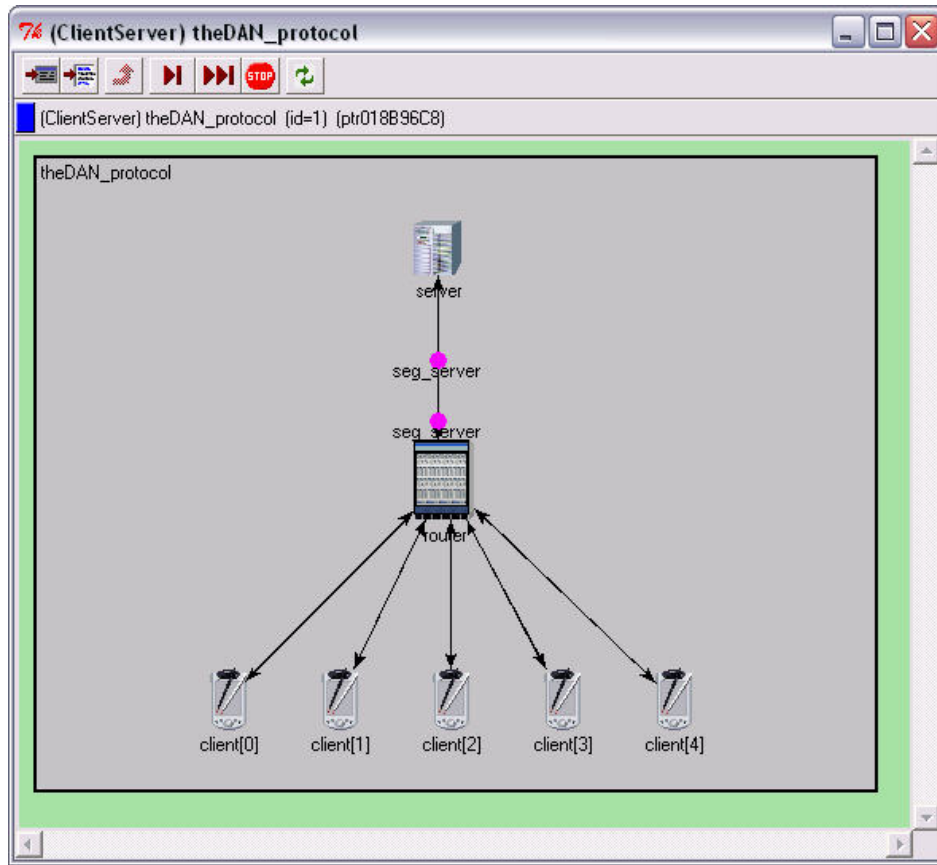 (ClientServer) theDAN_protocol
STOP
(ClientServer) theDAN_protocol (id=1) (ptr018B96C8)
theDAN_protocol
server
seg_server
seg_server
router
client[0] client[1] client[2] client[3] client[4]